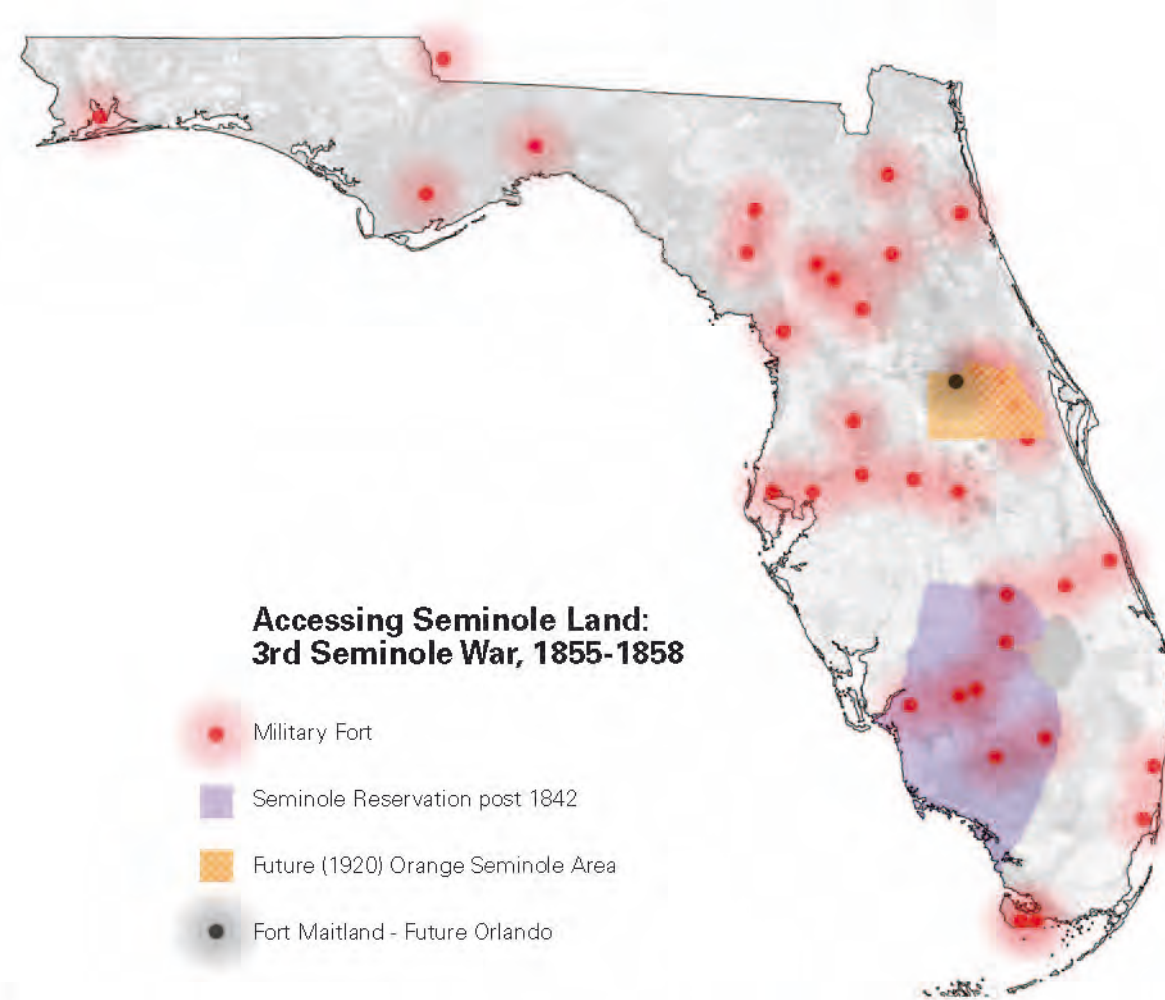 Accessing Seminole Land:
3rd Seminole War, 1855-1858
Military Fort
Seminole Reservation post 1842
Future (1920) Orange Seminole Area
Fort Maitland - Future Orlando